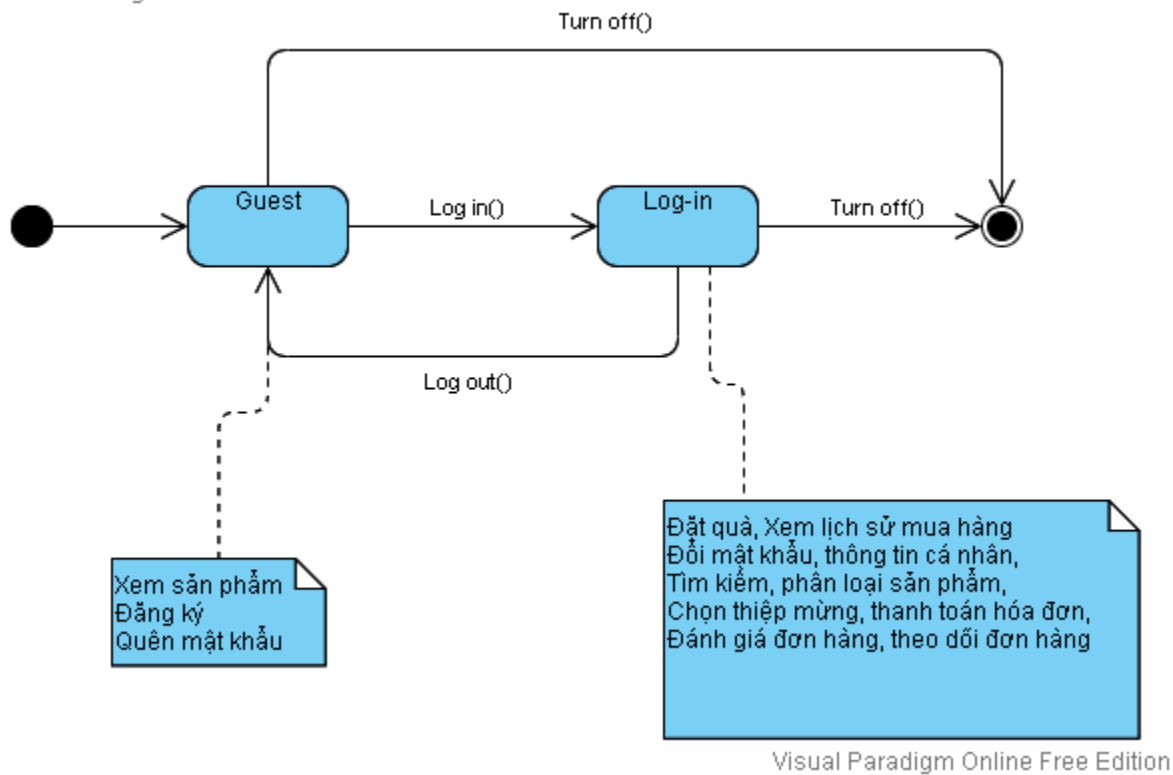 Turn off()
Guest
Log in()
Log-in
Turn off()
Log out()
Xem sản phẩm
Đăng ký
Quên mật khẩu
Đặt quà, Xem lịch sử mua hàng
Đổi mật khẩu, thông tin cá nhân,
Tìm kiếm, phân loại sản phẩm,
Chọn thiệp mừng, thanh toán hóa đơn,
Đánh giá đơn hàng, theo dõi đơn hàng
Visual Paradigm Online Free Edition